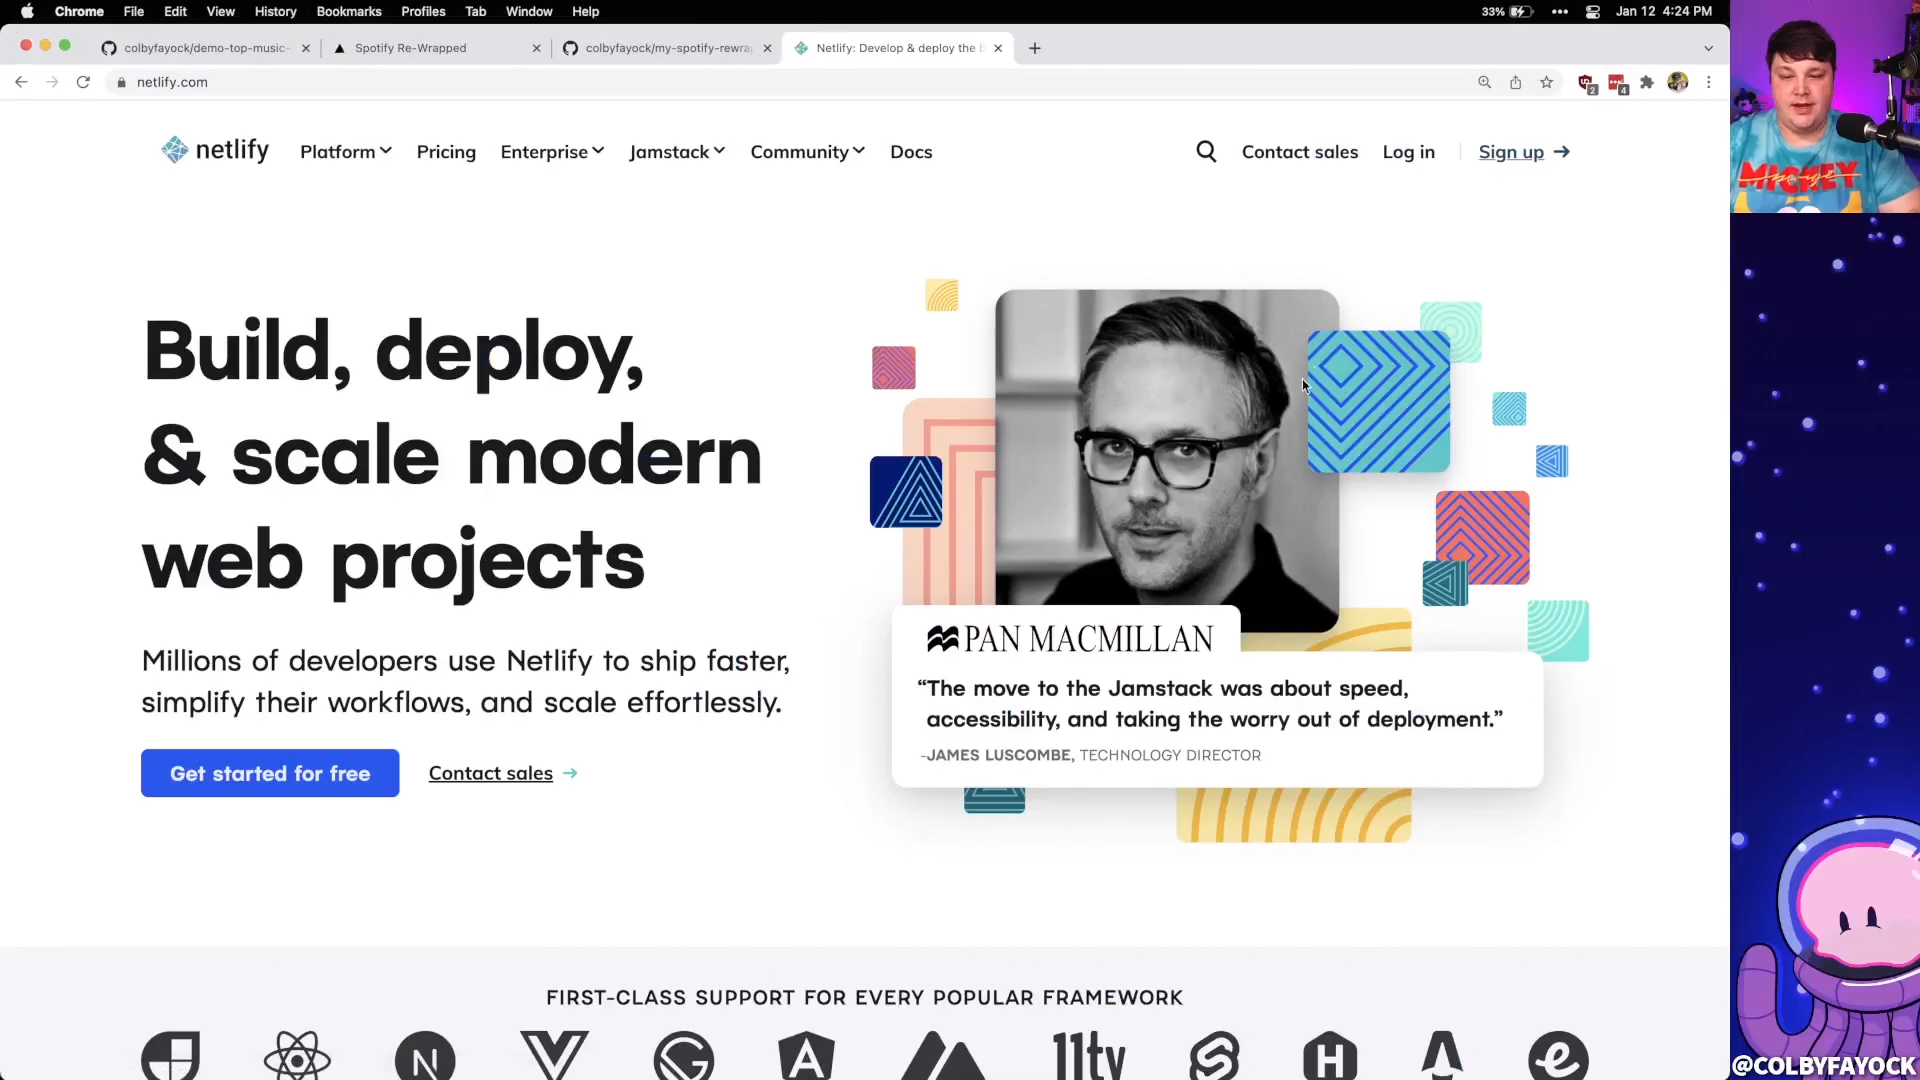 Chrome File Edit View History Bookmarks Profiles Tab Window Help 33% Jan 12 4:24 PM
colbyfayock/demo-top-music- Spotify Re-Wrapped colbyfayock/my-spotify-rewra Netlify: Develop & deploy the b
netlify.com 2 4
netlify Platform Pricing Enterprise Jamstack Community Docs Contact sales Log in Sign up
MICKEY
Build, deploy,
& scale modern
web projects
Millions of developers use Netlify to ship faster,
simplify their workflows, and scale effortlessly.
Get started for free Contact sales
PAN MACMILLAN
“The move to the Jamstack was about speed,
accessibility, and taking the worry out of deployment.”
-JAMES LUSCOMBE, TECHNOLOGY DIRECTOR
FIRST-CLASS SUPPORT FOR EVERY POPULAR FRAMEWORK
N 11ty H
@COLBYFAYOCK